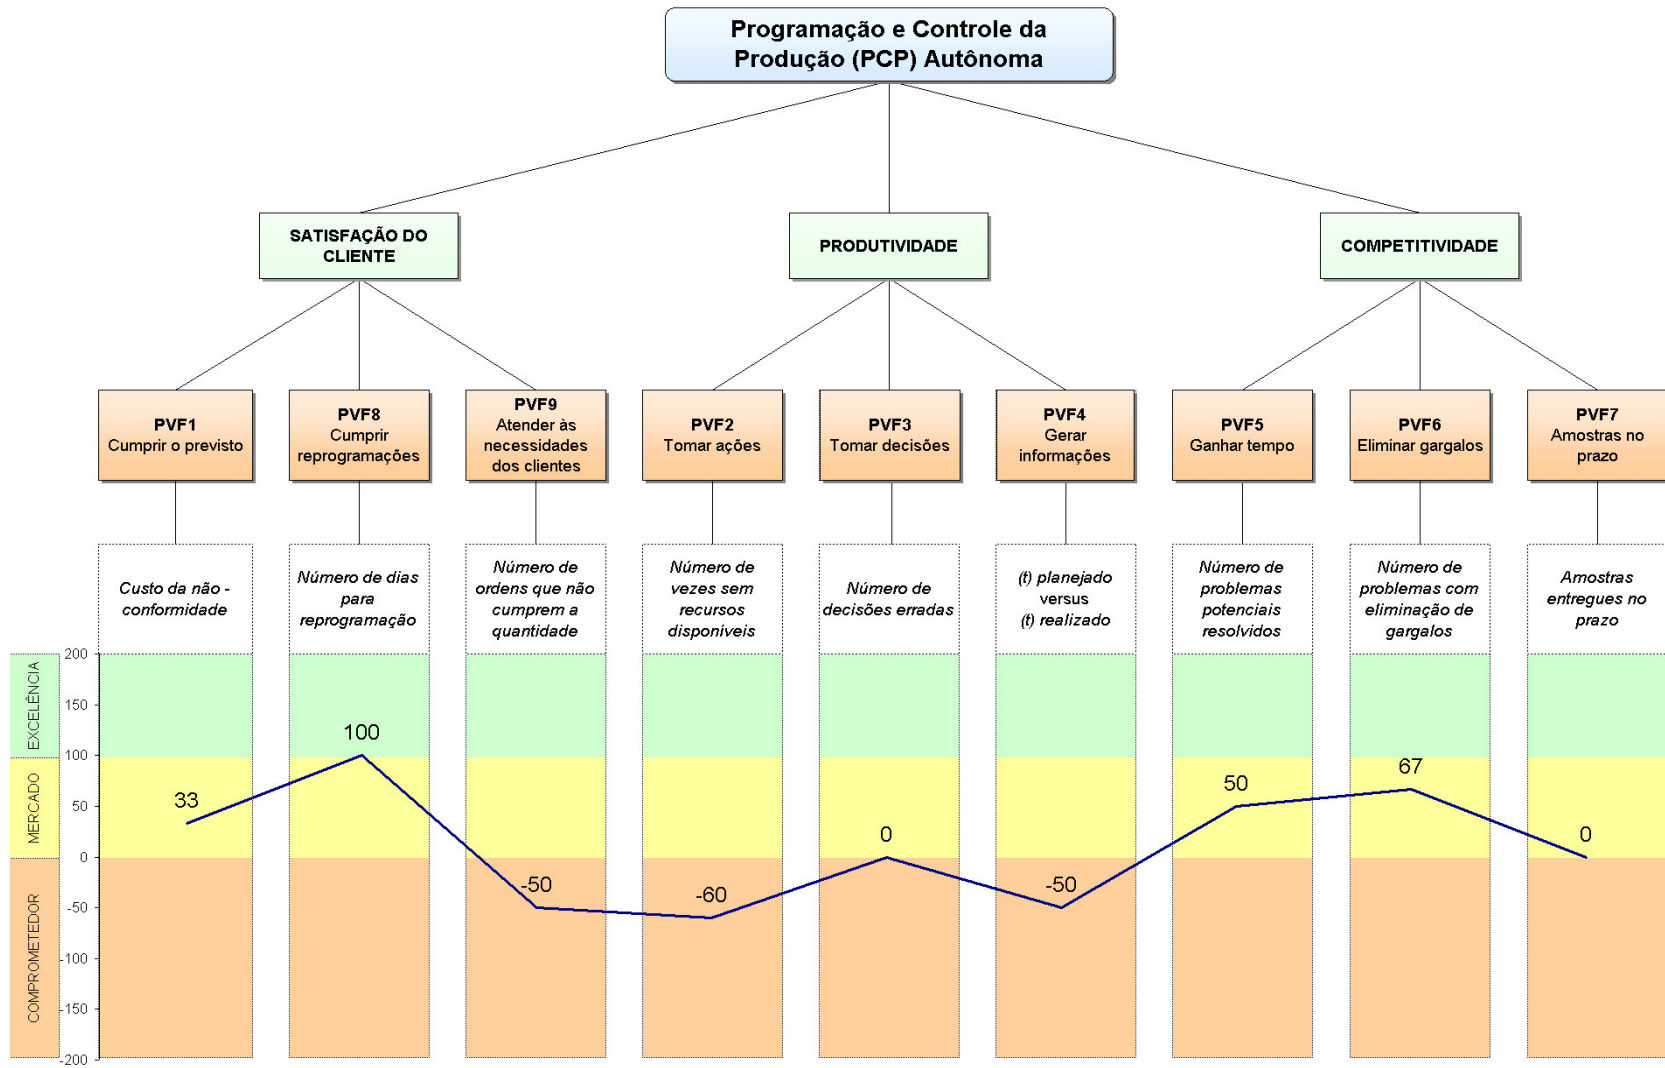 Programação e Controle da
Produção (PCP) Autônoma
SATISFAÇÃO DO
CLIENTE
PRODUTIVIDADE
COMPETITIVIDADE
PVF1
Cumprir o previsto
PVF8
Cumprir
reprogramações
PVF9
Atender às
necessidades
dos clientes
PVF2
Tomar ações
PVF3
Tomar decisões
PVF4
Gerar
informações
PVF5
Ganhar tempo
PVF6
Eliminar gargalos
PVF7
Amostras no
prazo
Custo da não -
conformidade
Número de dias
para
reprogramação
Número de
ordens que não
cumprem a
quantidade
Número de
vezes sem
recursos
disponíveis
Número de
decisões erradas
(t) planejado
versus
(t) realizado
Número de
problemas
potenciais
resolvidos
Número de
problemas com
eliminação de
gargalos
Amostras
entregues no
prazo
EXCELÊNCIA
MERCADO
COMPROMETEDOR
200
150
100
50
0
-50
-100
-150
-200
33
100
-50
-60
0
-50
50
67
0